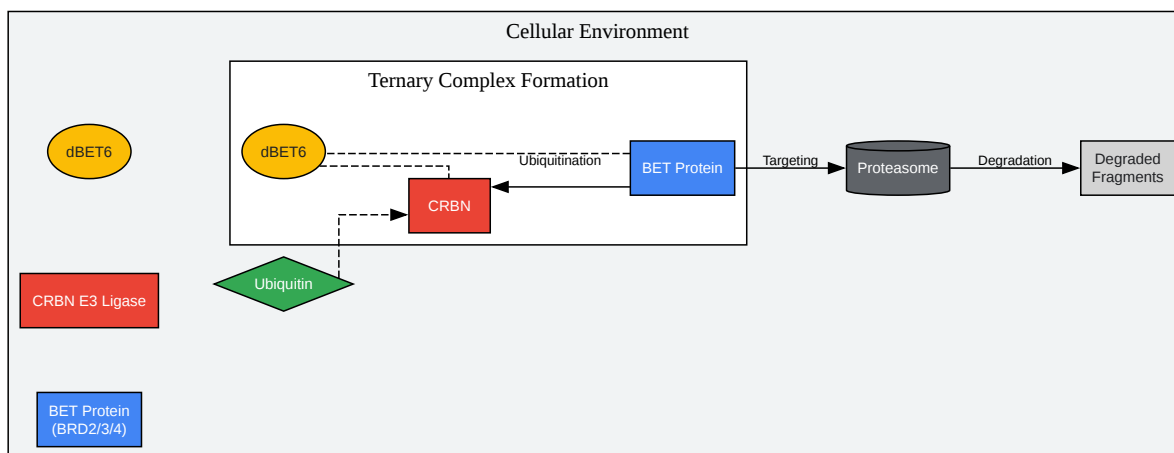 Cellular Environment
Ternary Complex Formation
dBET6
dBET6
Ubiquitination
BET Protein
Targeting
Proteasome
Degradation
Degraded
Fragments
CRBN
Ubiquitin
CRBN E3 Ligase
BET Protein
(BRD2/3/4)